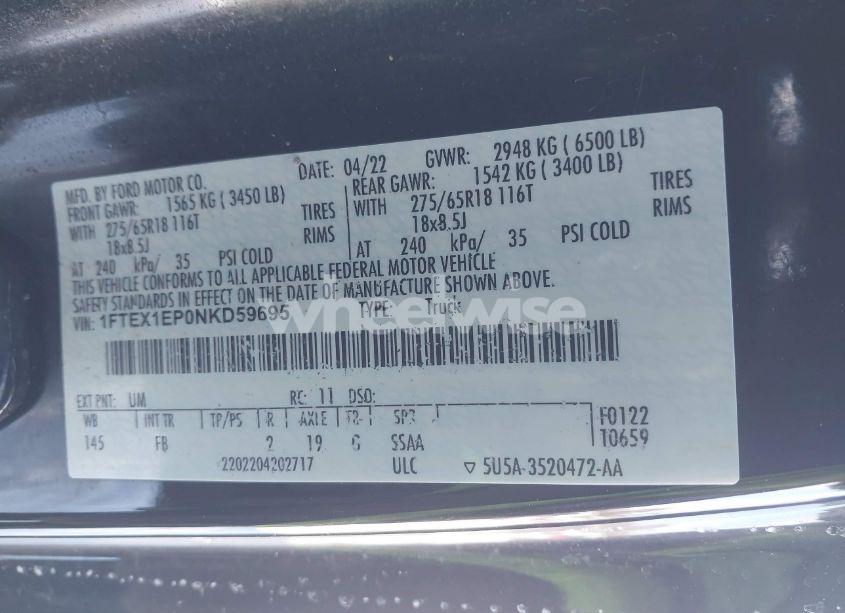 MFD. BY FORD MOTOR CO.
DATE: 04/22 GVWR: 2948 KG ( 6500 LB)
FRONT GAWR: 1565 KG ( 3450 LB) REAR GAWR: 1542 KG ( 3400 LB)
WITH 275/65R18 116T TIRES WITH 275/65R18 116T TIRES
18x8.5J RIMS 18x8.5J RIMS
AT 240 kPa/ 35 PSI COLD AT 240 kPa/ 35 PSI COLD
THIS VEHICLE CONFORMS TO ALL APPLICABLE FEDERAL MOTOR VEHICLE
SAFETY STANDARDS IN EFFECT ON THE DATE OF MANUFACTURE SHOWN ABOVE.
VIN: 1FTEX1EP0NKD59695 TYPE: Truck
wheelwise
EXT PNT: UM RC: 11 DSO:
WB INT TR TP/PS R AXLE TR SPR F0122
145 FB 2 19 6 SSAA T0659
2202204202717 ULC ▽ 5U5A-3520472-AA